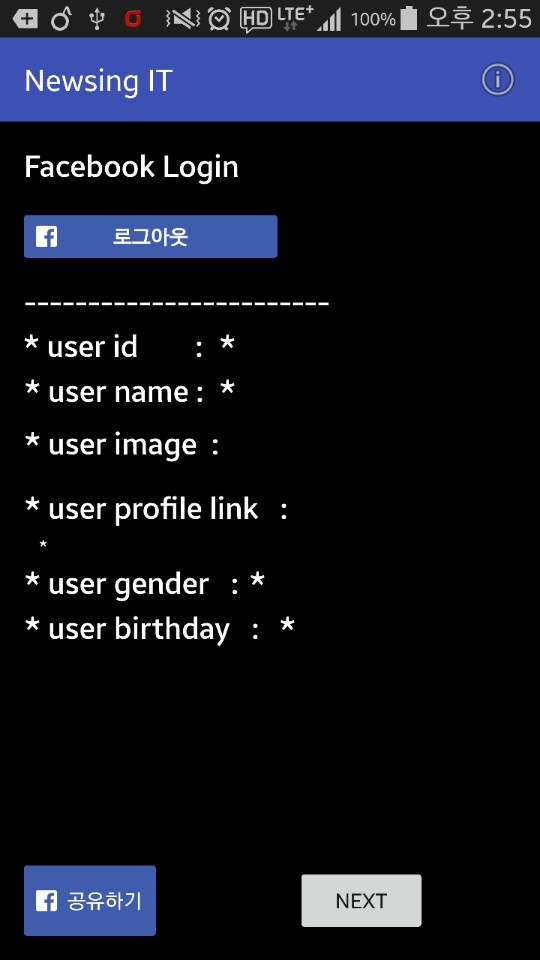 HD LTE+ 100% 오후 2:55
Newsing IT
Facebook Login
로그아웃
------------------------
* user id : *
* user name : *
* user image :
* user profile link :
*
* user gender : *
* user birthday : *
공유하기 NEXT